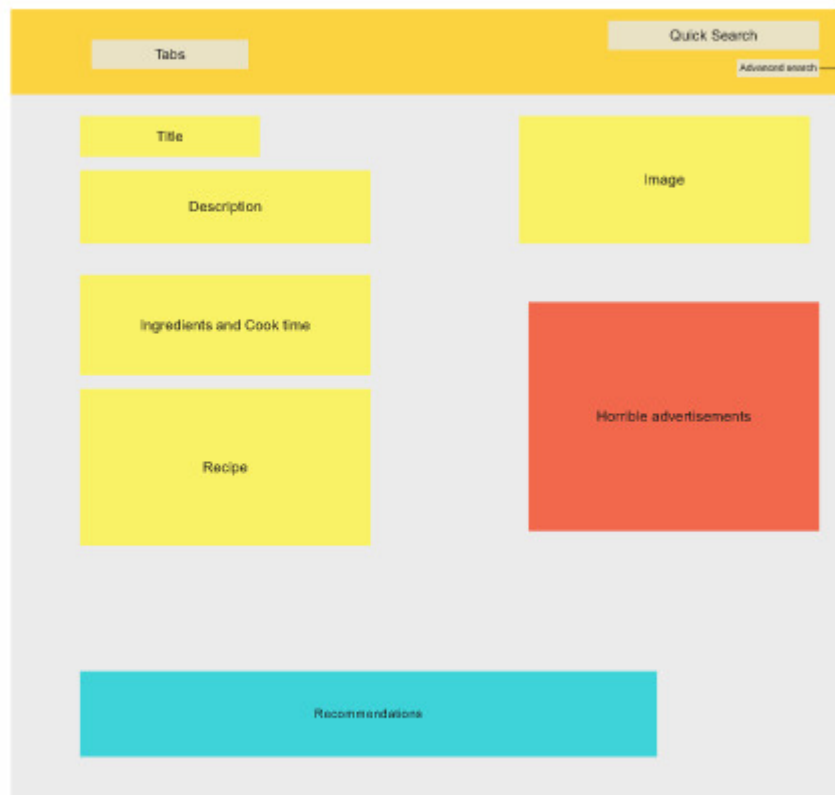 Tabs
Quick Search
Advanced search
Title
Description
Image
Ingredients and Cook time
Recipe
Horrible advertisements
Recommendations